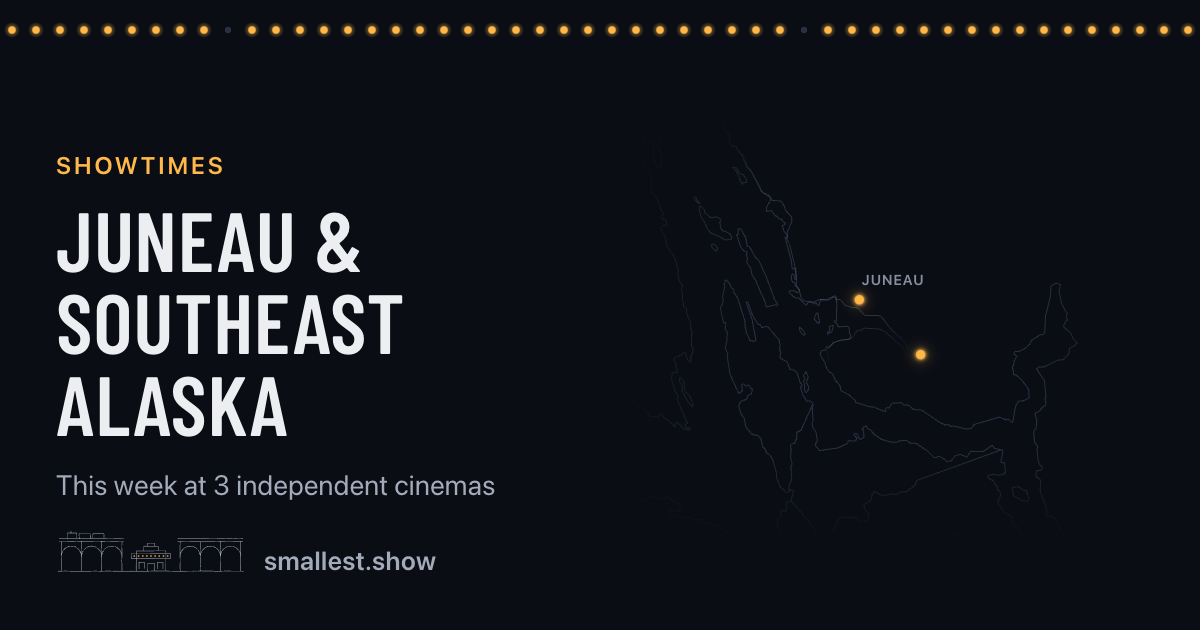 SHOWTIMES
JUNEAU &
SOUTHEAST
ALASKA
This week at 3 independent cinemas
smallest.show
JUNEAU